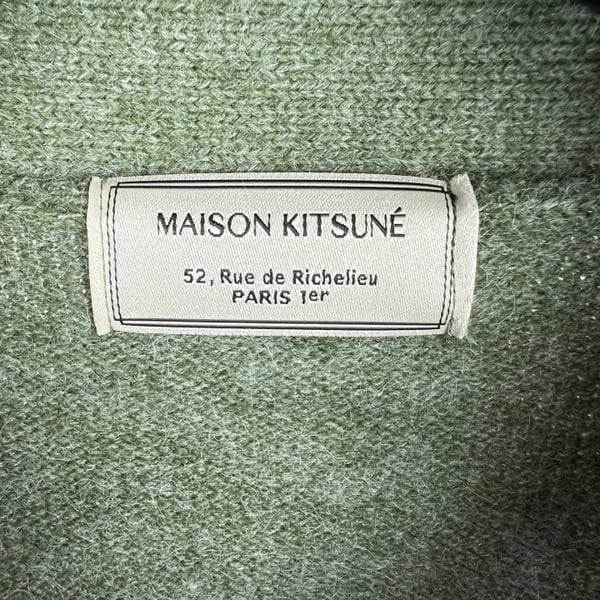 MAISON KITSUNÉ
52, Rue de Richelieu
PARIS 1er